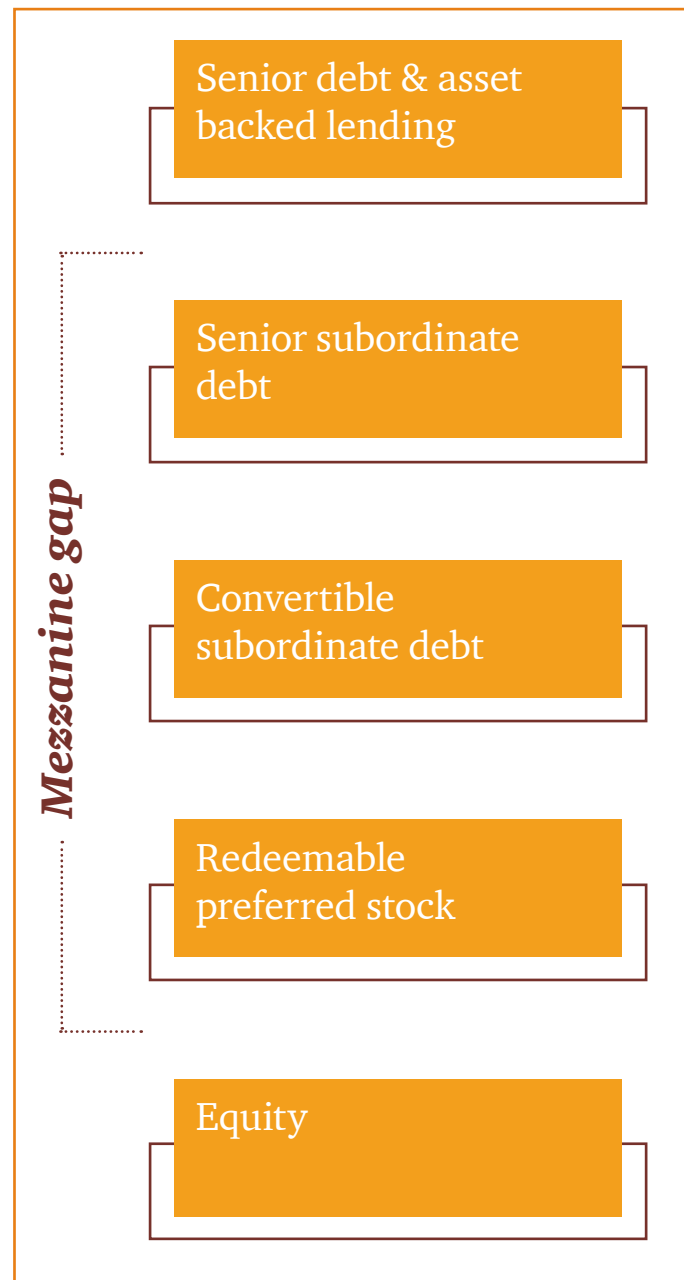 Senior debt & asset
backed lending
Mezzanine gap
Senior subordinate
debt
Convertible
subordinate debt
Redeemable
preferred stock
Equity